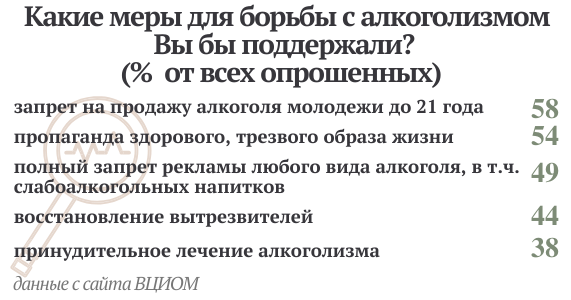 Какие меры для борьбы с алкоголизмом
Вы бы поддержали?
(% от всех опрошенных)
запрет на продажу алкоголя молодежи до 21 года 58
пропаганда здорового, трезвого образа жизни 54
полный запрет рекламы любого вида алкоголя, в т.ч. 49
слабоалкогольных напитков
восстановление вытрезвителей 44
принудительное лечение алкоголизма 38
данные с сайта ВЦИОМ